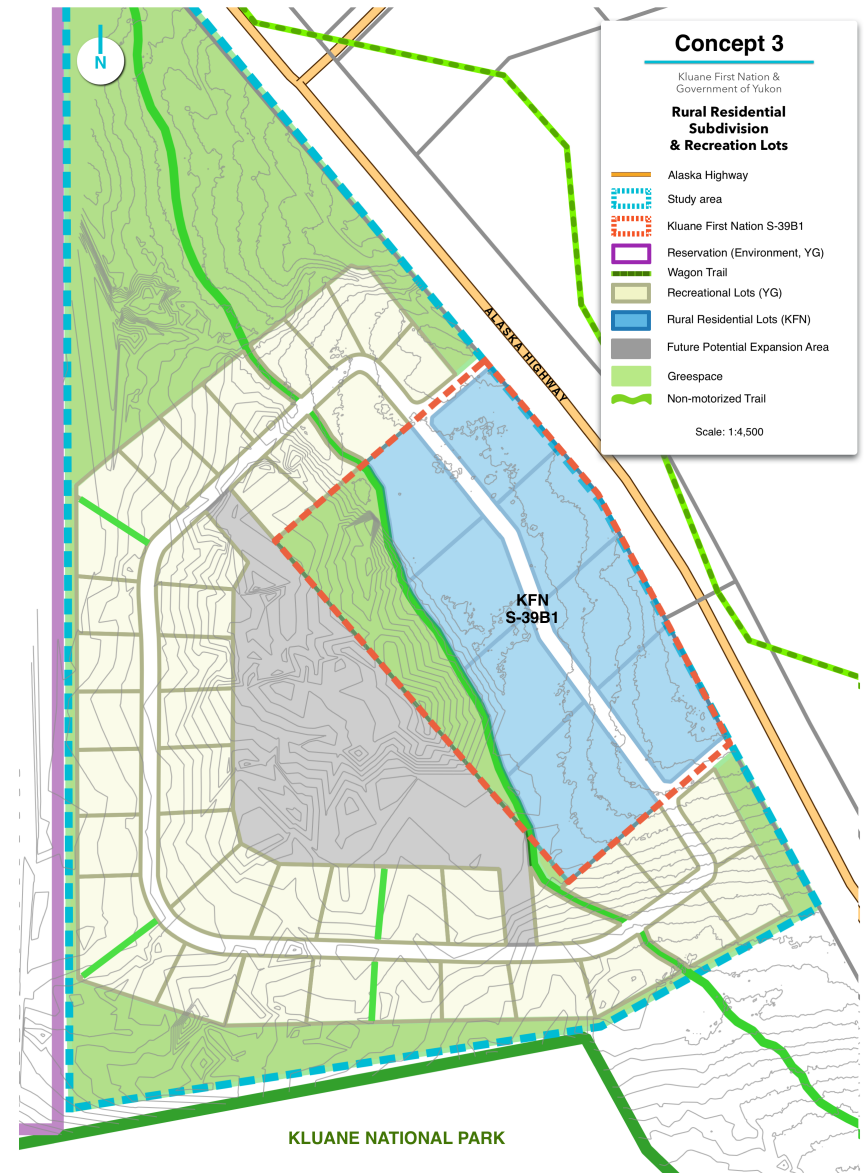 N
Concept 3
Kluane First Nation &
Government of Yukon
Rural Residential
Subdivision
& Recreation Lots
Alaska Highway
Study area
Kluane First Nation S-39B1
Reservation (Environment, YG)
Wagon Trail
Recreational Lots (YG)
Rural Residential Lots (KFN)
Future Potential Expansion Area
Greespace
Non-motorized Trail
Scale: 1:4,500
ALASKA HIGHWAY
KFN
S-39B1
KLUANE NATIONAL PARK